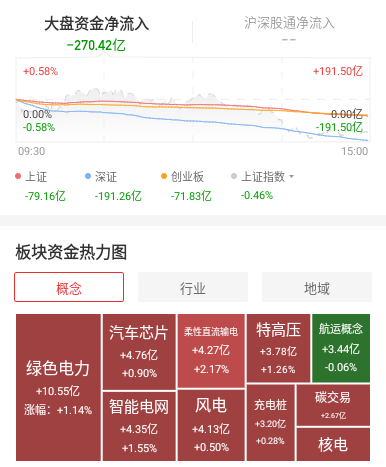 大盘资金净流入
沪深股通净流入
-270.42亿
--
+0.58%
+191.50亿
0.00%
0.00亿
-0.58%
-191.50亿
09:30
15:00
上证
深证
创业板
上证指数
-79.16亿
-191.26亿
-71.83亿
-0.46%
板块资金热力图
概念
行业
地域
绿色电力
+10.55亿
涨幅：+1.14%
汽车芯片
+4.76亿
+0.90%
智能电网
+4.35亿
+1.55%
柔性直流输电
+4.27亿
+2.17%
风电
+4.13亿
+0.50%
特高压
+3.78亿
+1.26%
航运概念
+3.44亿
-0.06%
充电桩
+3.20亿
+0.28%
碳交易
+2.67亿
核电